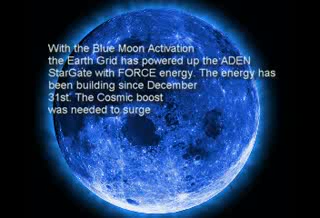 With the Blue Moon Activation
the Earth Grid has powered up the ADEN
StarGate with FORCE energy. The energy has
been building since December
31st. The Cosmic boost
was needed to surge